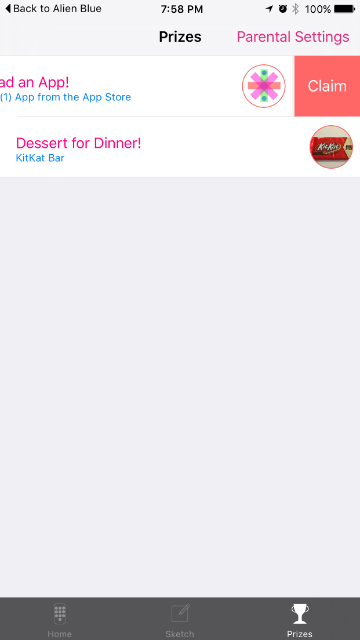 Back to Alien Blue 7:58 PM 100%
Prizes Parental Settings
ad an App!
(1) App from the App Store
Claim
Dessert for Dinner!
KitKat Bar
KitKat
Home Sketch Prizes